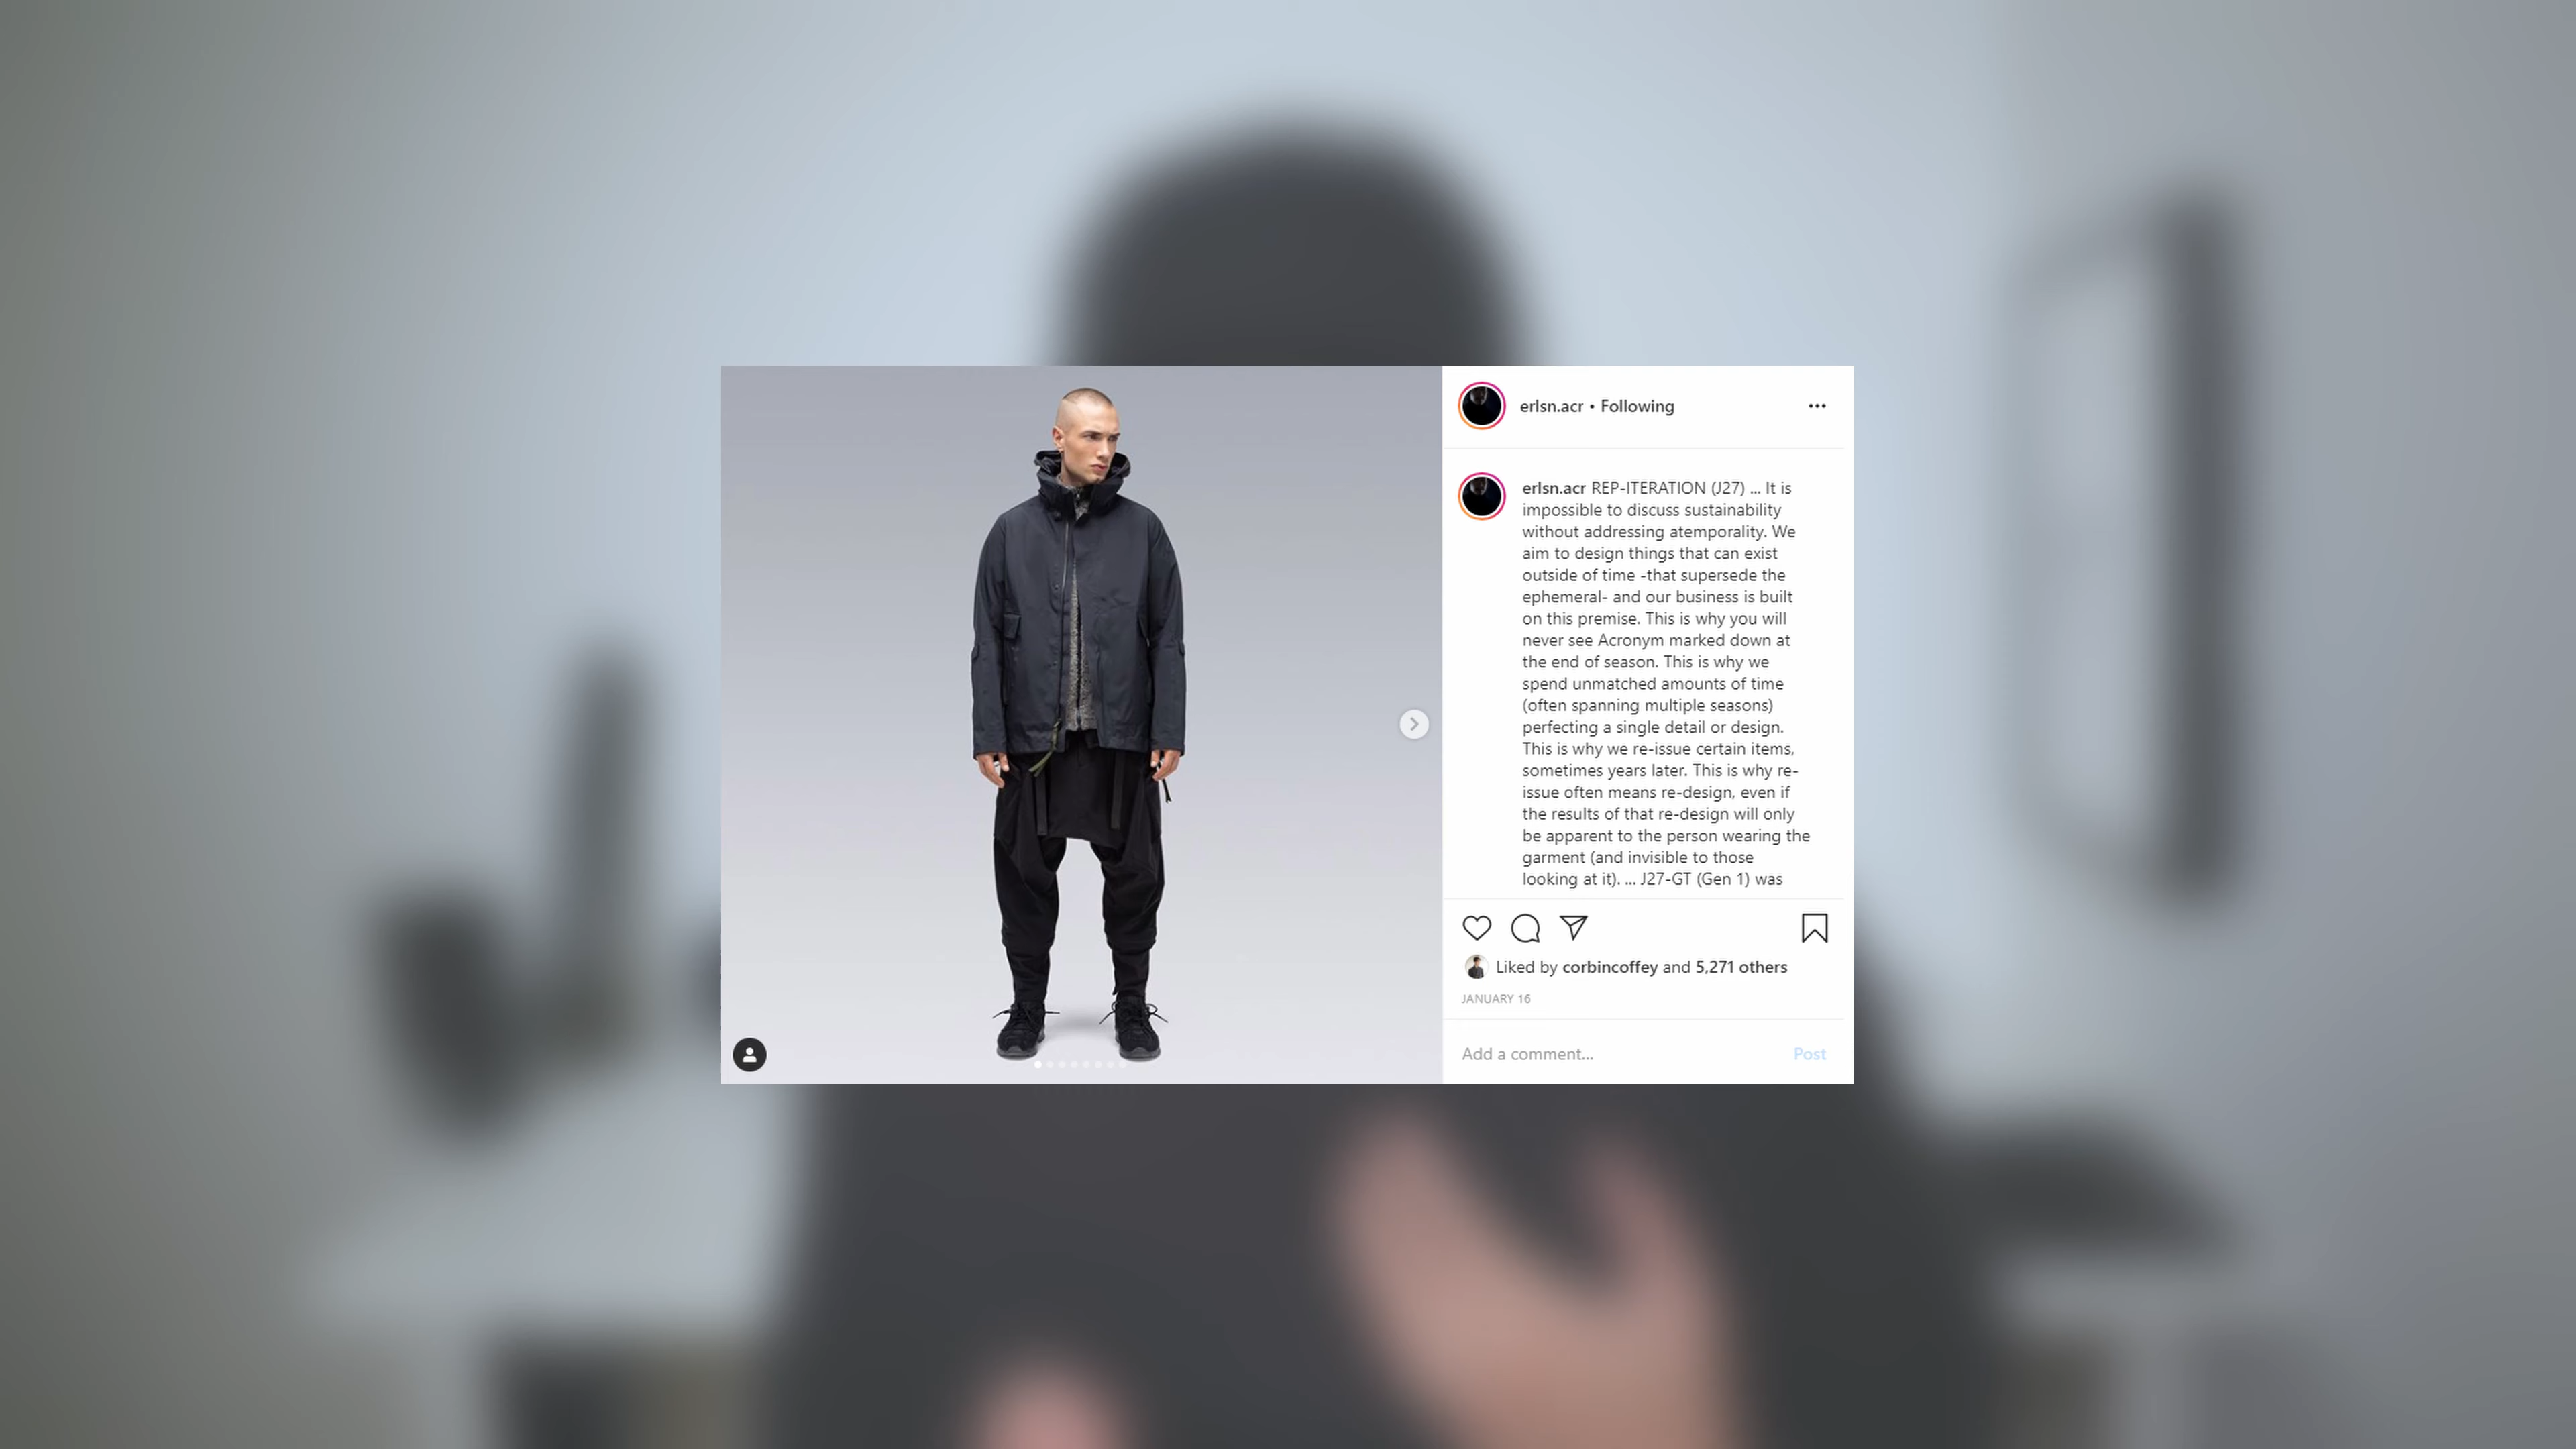 erlsn.acr • Following
erlsn.acr REP-ITERATION (J27) ... It is
impossible to discuss sustainability
without addressing atemporality. We
aim to design things that can exist
outside of time -that supersede the
ephemeral- and our business is built
on this premise. This is why you will
never see Acronym marked down at
the end of season. This is why we
spend unmatched amounts of time
(often spanning multiple seasons)
perfecting a single detail or design.
This is why we re-issue certain items,
sometimes years later. This is why re-
issue often means re-design, even if
the results of that re-design will only
be apparent to the person wearing the
garment (and invisible to those
looking at it). ... J27-GT (Gen 1) was
Liked by corbincoffey and 5,271 others
JANUARY 16
Add a comment... Post